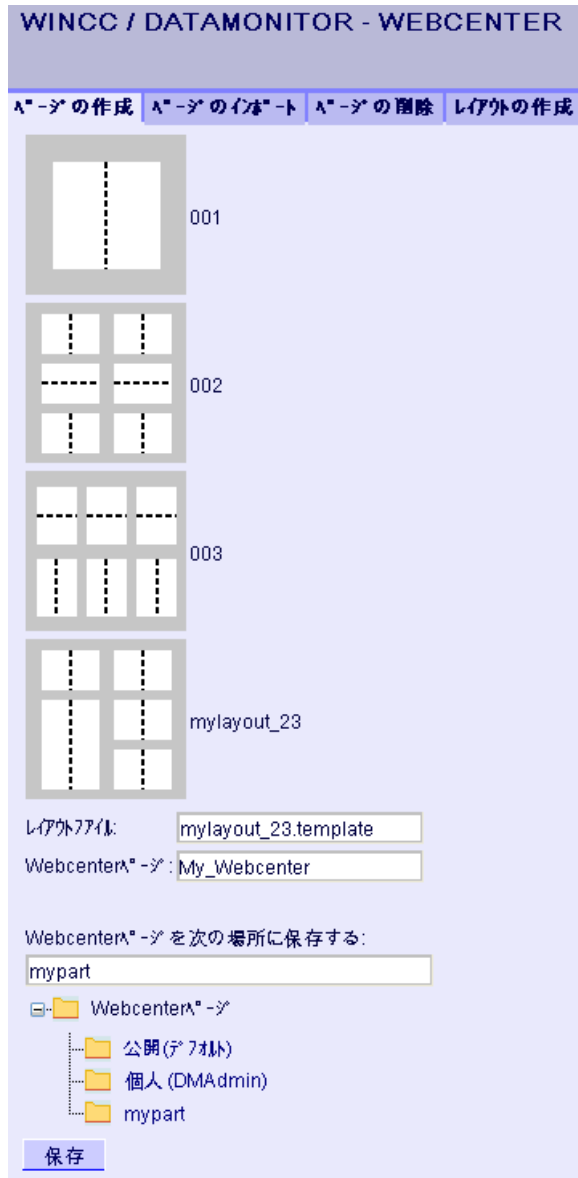 WINCC / DATAMONITOR - WEBCENTER
ﾍﾟｰｼﾞの作成 ﾍﾟｰｼﾞのｲﾝﾎﾟｰﾄ ﾍﾟｰｼﾞの削除 ﾚｲｱｳﾄの作成
001
002
003
mylayout_23
ﾚｲｱｳﾄﾌｧｲﾙ: mylayout_23.template
Webcenterﾍﾟｰｼﾞ: My_Webcenter
Webcenterﾍﾟｰｼﾞを次の場所に保存する:
mypart
Webcenterﾍﾟｰｼﾞ
公開(ﾃﾞﾌｫﾙﾄ)
個人 (DMAdmin)
mypart
保存